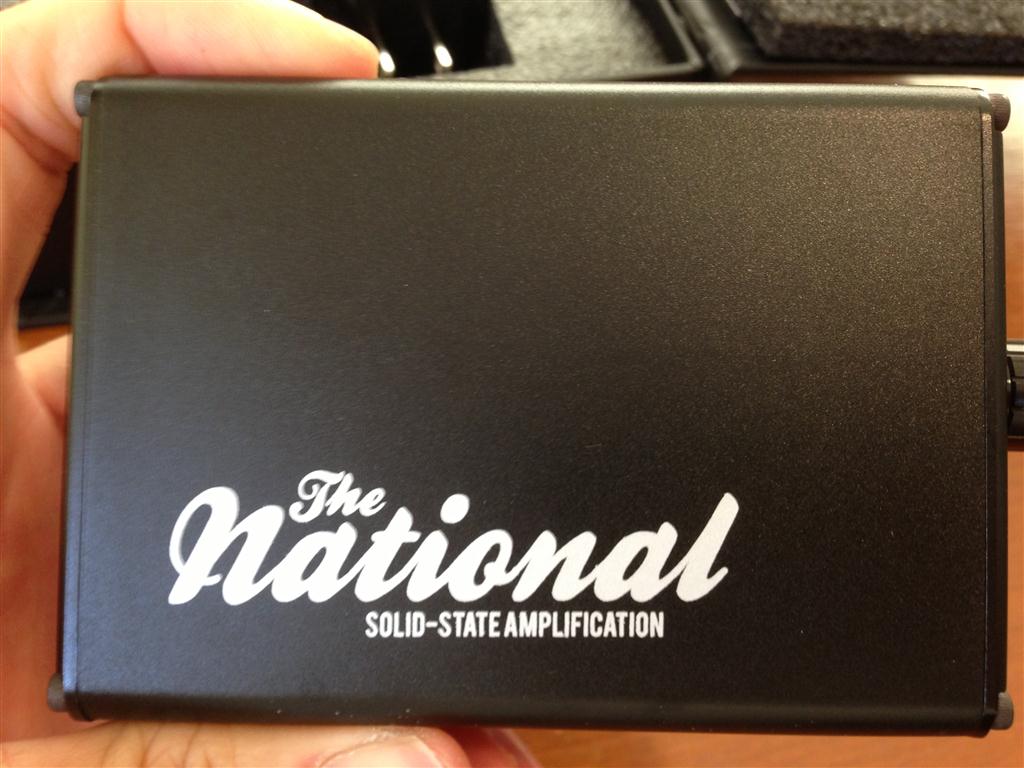 The
National
SOLID-STATE AMPLIFICATION